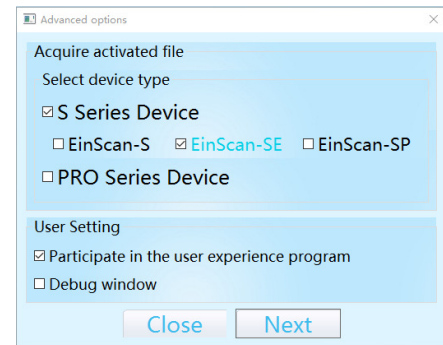 Advanced options
Acquire activated file
Select device type
S Series Device
EinScan-S EinScan-SE EinScan-SP
PRO Series Device
User Setting
Participate in the user experience program
Debug window
Close Next